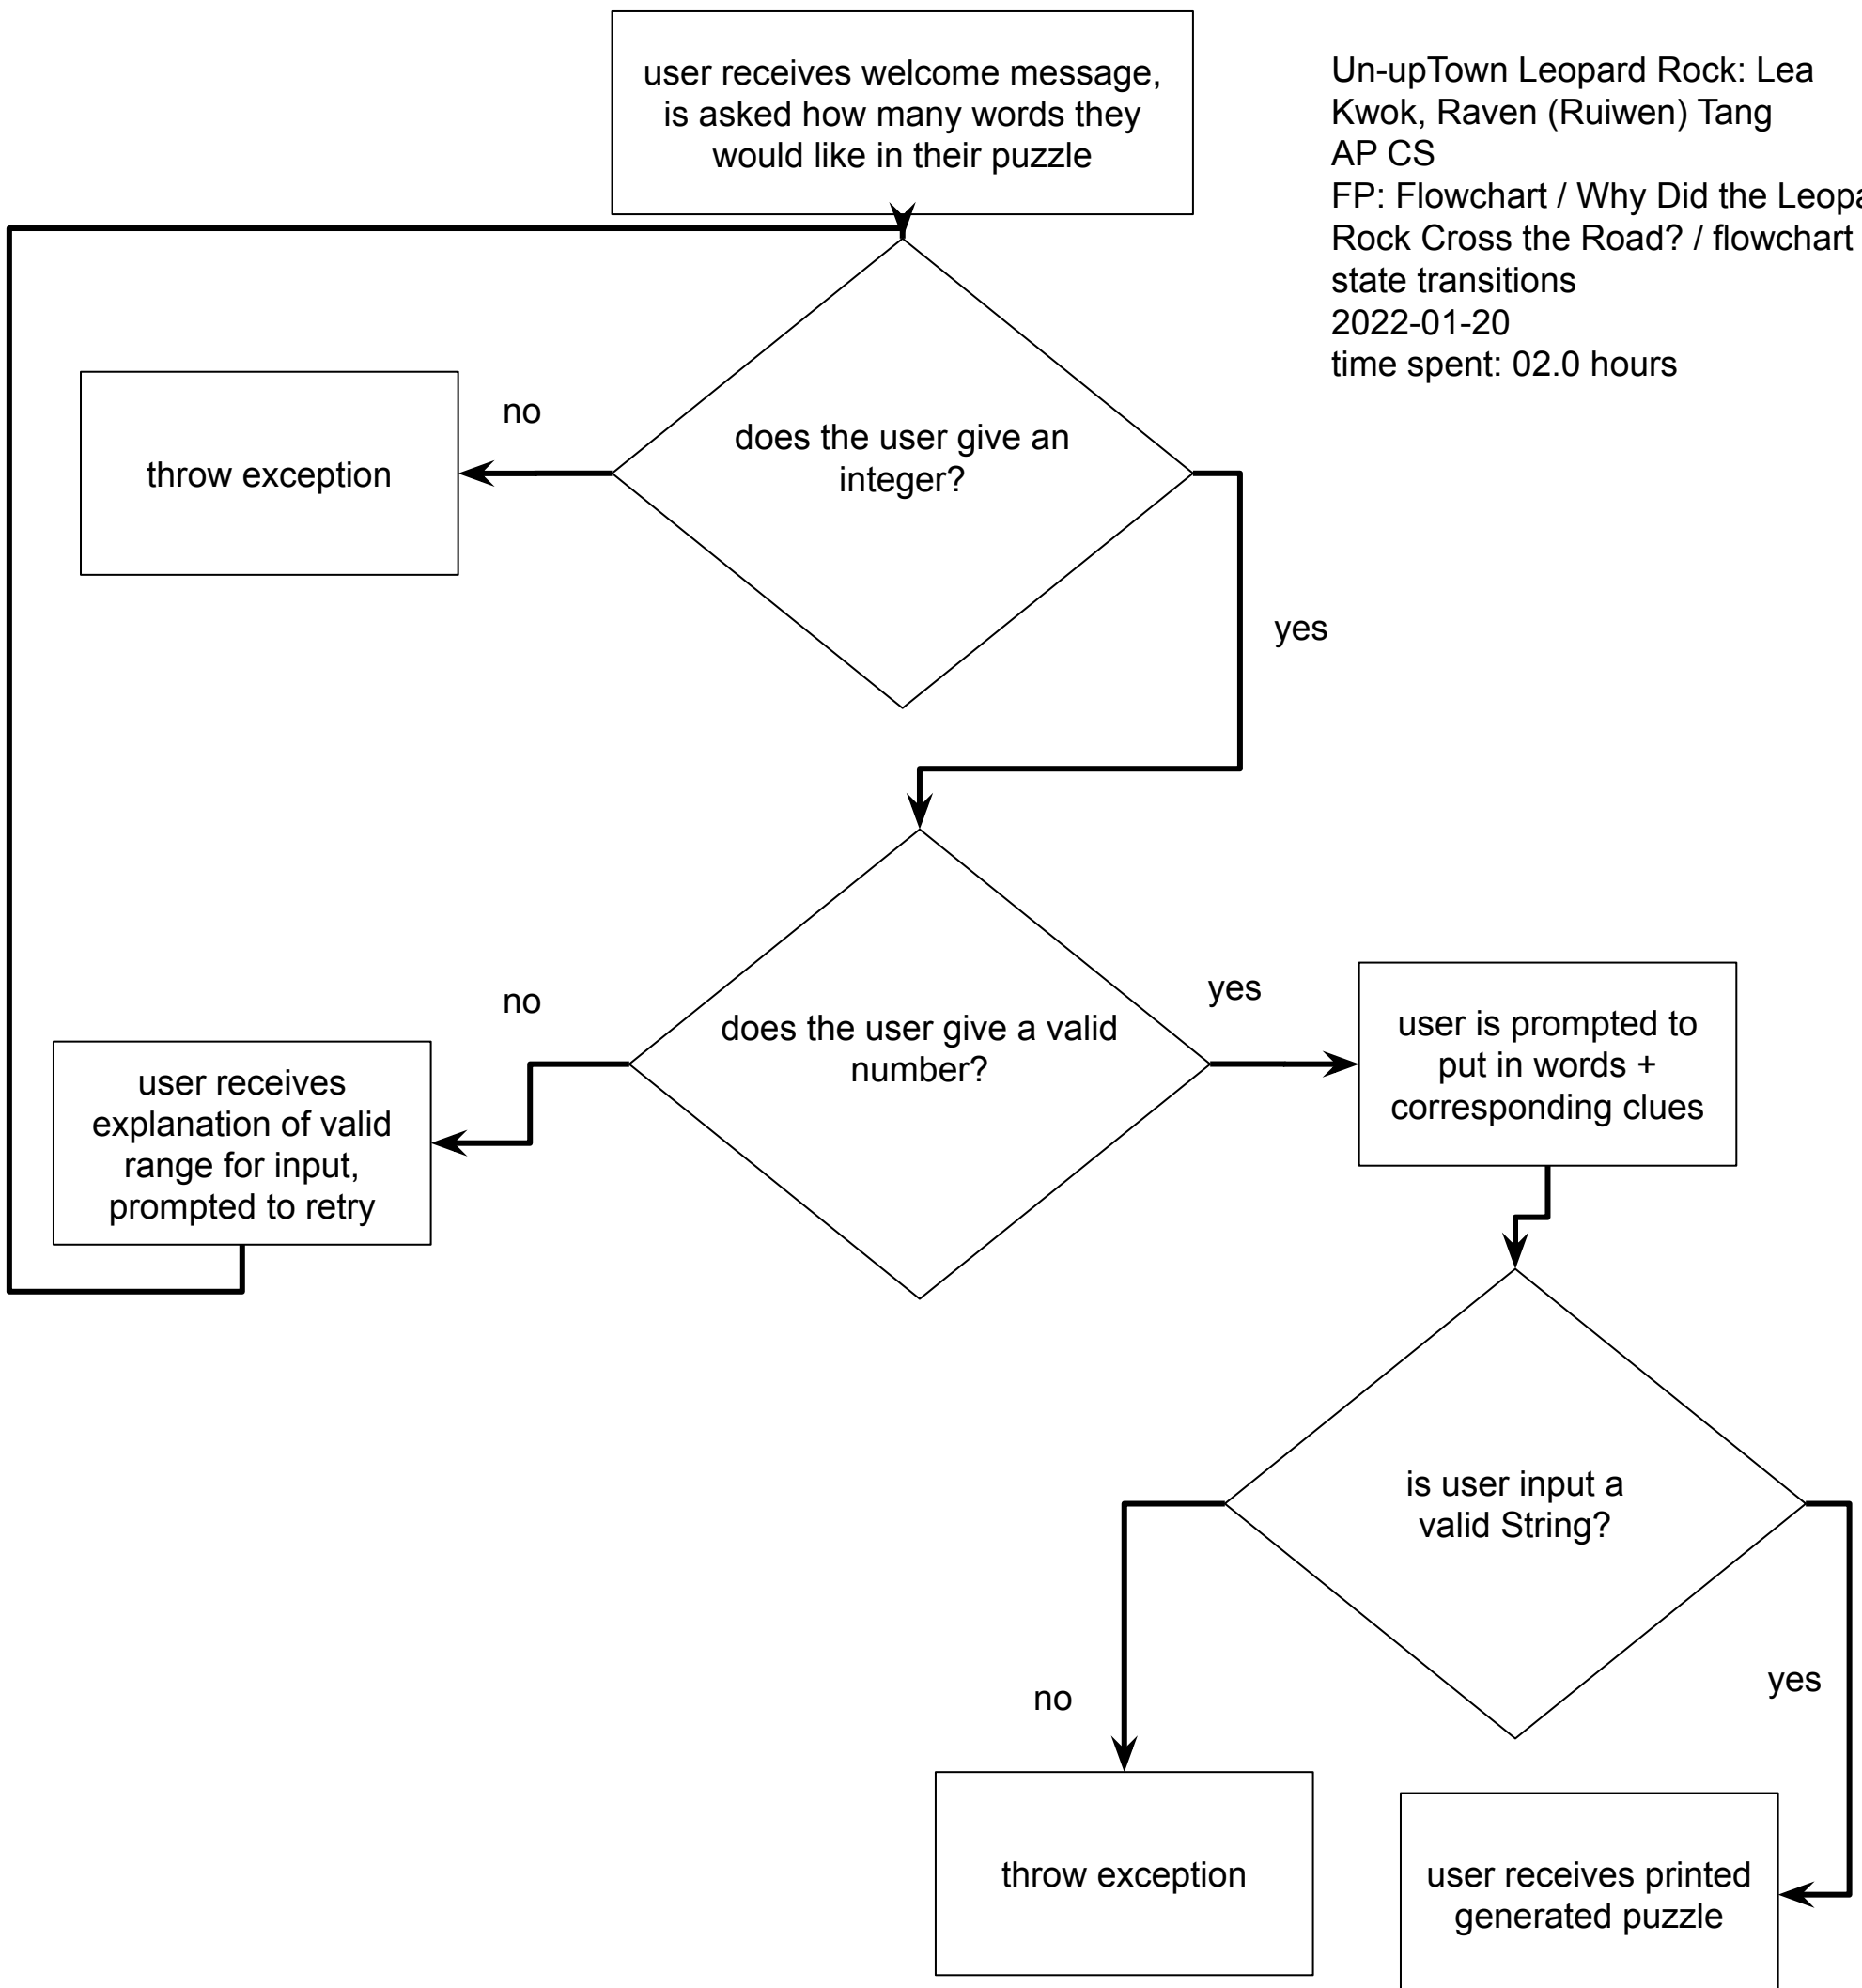 user receives welcome message,
is asked how many words they
would like in their puzzle
Un-upTown Leopard Rock: Lea
Kwok, Raven (Ruiwen) Tang
AP CS
FP: Flowchart / Why Did the Leopa
Rock Cross the Road? / flowchart
state transitions
2022-01-20
time spent: 02.0 hours
does the user give an
integer?
no
throw exception
yes
does the user give a valid
number?
no
user receives
explanation of valid
range for input,
prompted to retry
yes
user is prompted to
put in words +
corresponding clues
is user input a
valid String?
no
throw exception
yes
user receives printed
generated puzzle